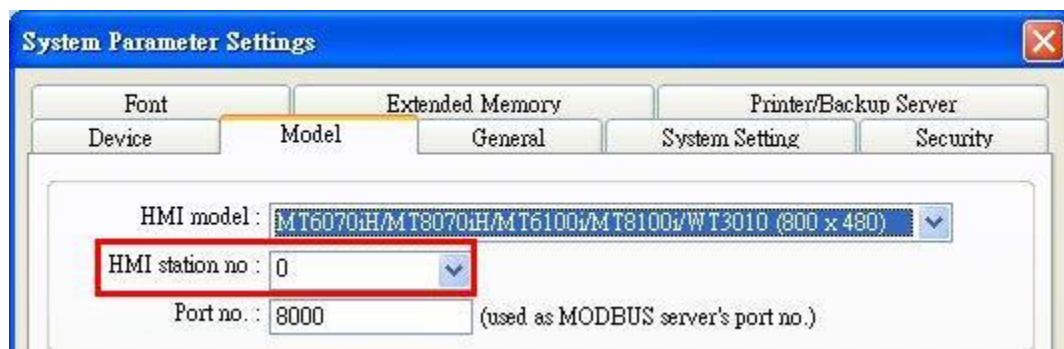 System Parameter Settings
Font Extended Memory Printer/Backup Server
Device Model General System Setting Security
HMI model : MT6070iH/MT8070iH/MT6100i/MT8100i/WT3010 (800 x 480)
HMI station no : 0
Port no. : 8000 (used as MODBUS server's port no.)